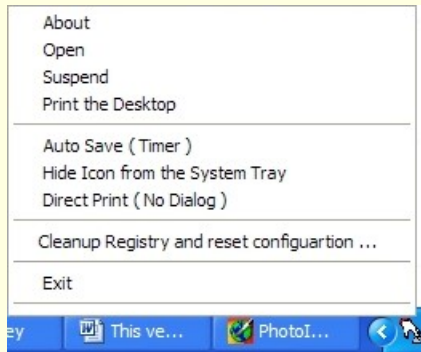 About
Open
Suspend
Print the Desktop
Auto Save ( Timer )
Hide Icon from the System Tray
Direct Print ( No Dialog )
Cleanup Registry and reset configuartion ...
Exit
ey This ve... PhotoI...